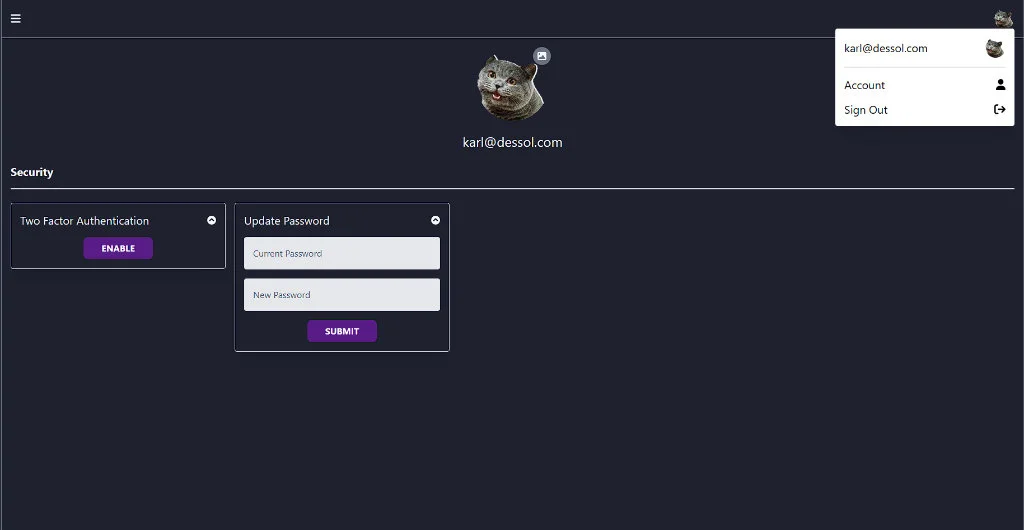 karl@dessol.com
Account
Sign Out
karl@dessol.com
Security
Two Factor Authentication
ENABLE
Update Password
Current Password
New Password
SUBMIT